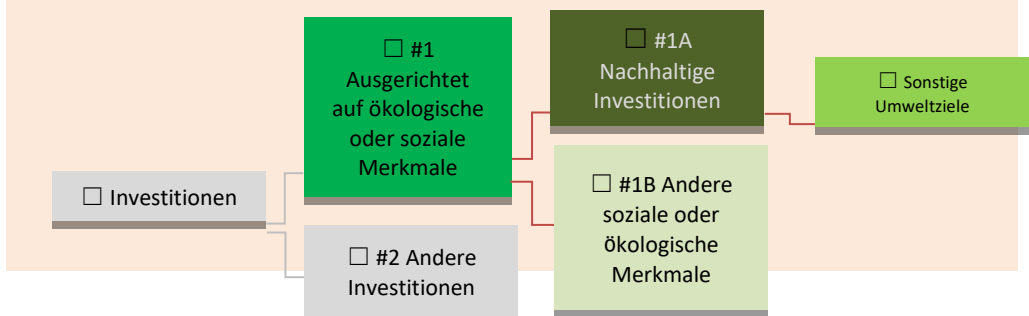 ☐ Investitionen
☐ #1
Ausgerichtet
auf ökologische
oder soziale
Merkmale
☐ #2 Andere
Investitionen
☐ #1A
Nachhaltige
Investitionen
☐ #1B Andere
soziale oder
ökologische
Merkmale
☐ Sonstige
Umweltziele